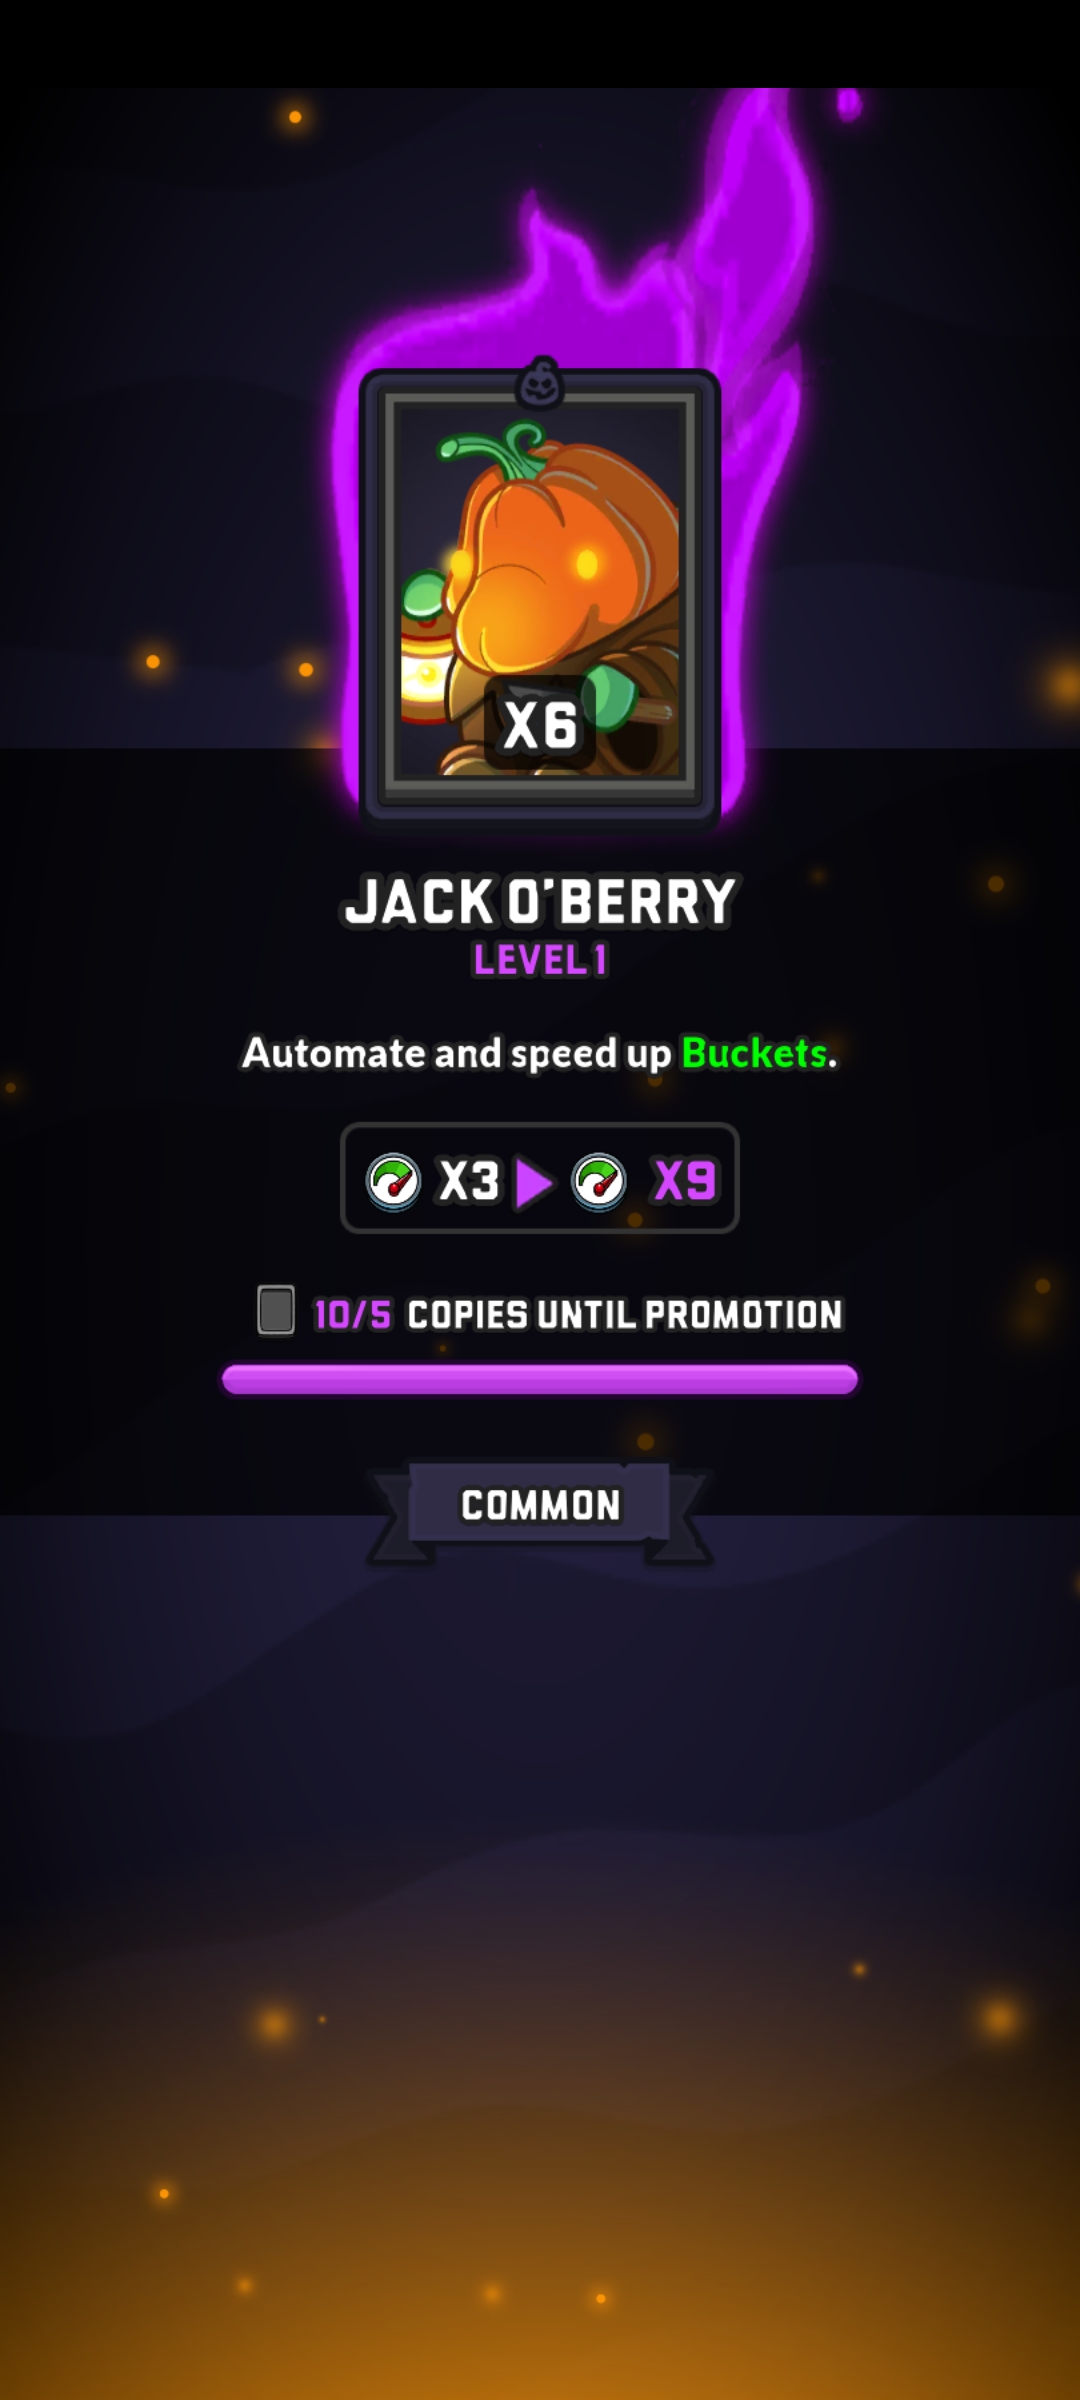 X6
JACK O'BERRY
LEVEL 1
Automate and speed up Buckets.
X3 X9
10/5 COPIES UNTIL PROMOTION
COMMON